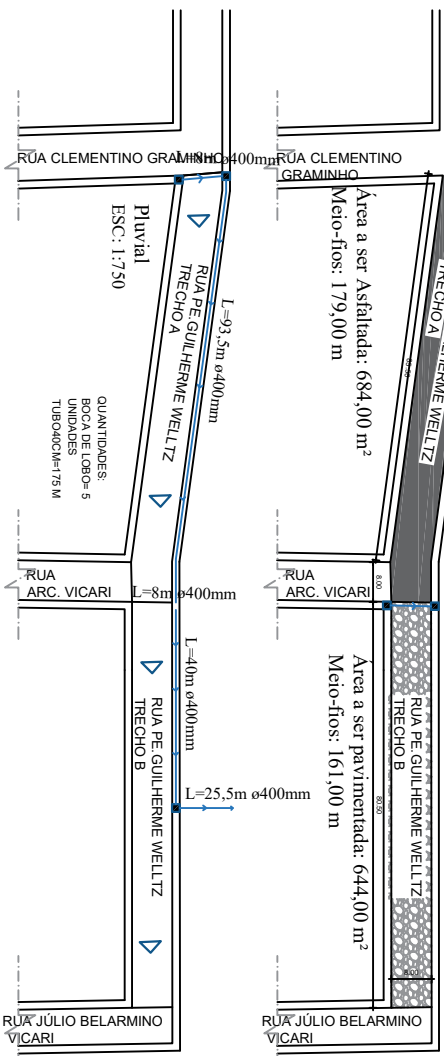 RUA CLEMENTINO GRAMINHO
L=8m ø400mm
Pluvial
ESC: 1:750
RUA PE. GUILHERME WELLTZ
TRECHO A
L=93,5m ø400mm
QUANTIDADES:
BOCA DE LOBO= 5
UNIDADES
TUBO40CM=175 M
RUA
ARC. VICARI
L=8m ø400mm
L=40m ø400mm
RUA PE. GUILHERME WELLTZ
TRECHO B
L=25,5m ø400mm
RUA JÚLIO BELARMINO
VICARI
RUA CLEMENTINO
GRAMINHO
Área a ser Asfaltada: 684,00 m²
Meio-fios: 179,00 m
HERME WELLTZ
TRECHO A
RUA
ARC. VICARI
8.00
Área a ser pavimentada: 644,00 m²
Meio-fios: 161,00 m
80.50
RUA PE. GUILHERME WELLTZ
TRECHO B
8.00
RUA JÚLIO BELARMINO
VICARI